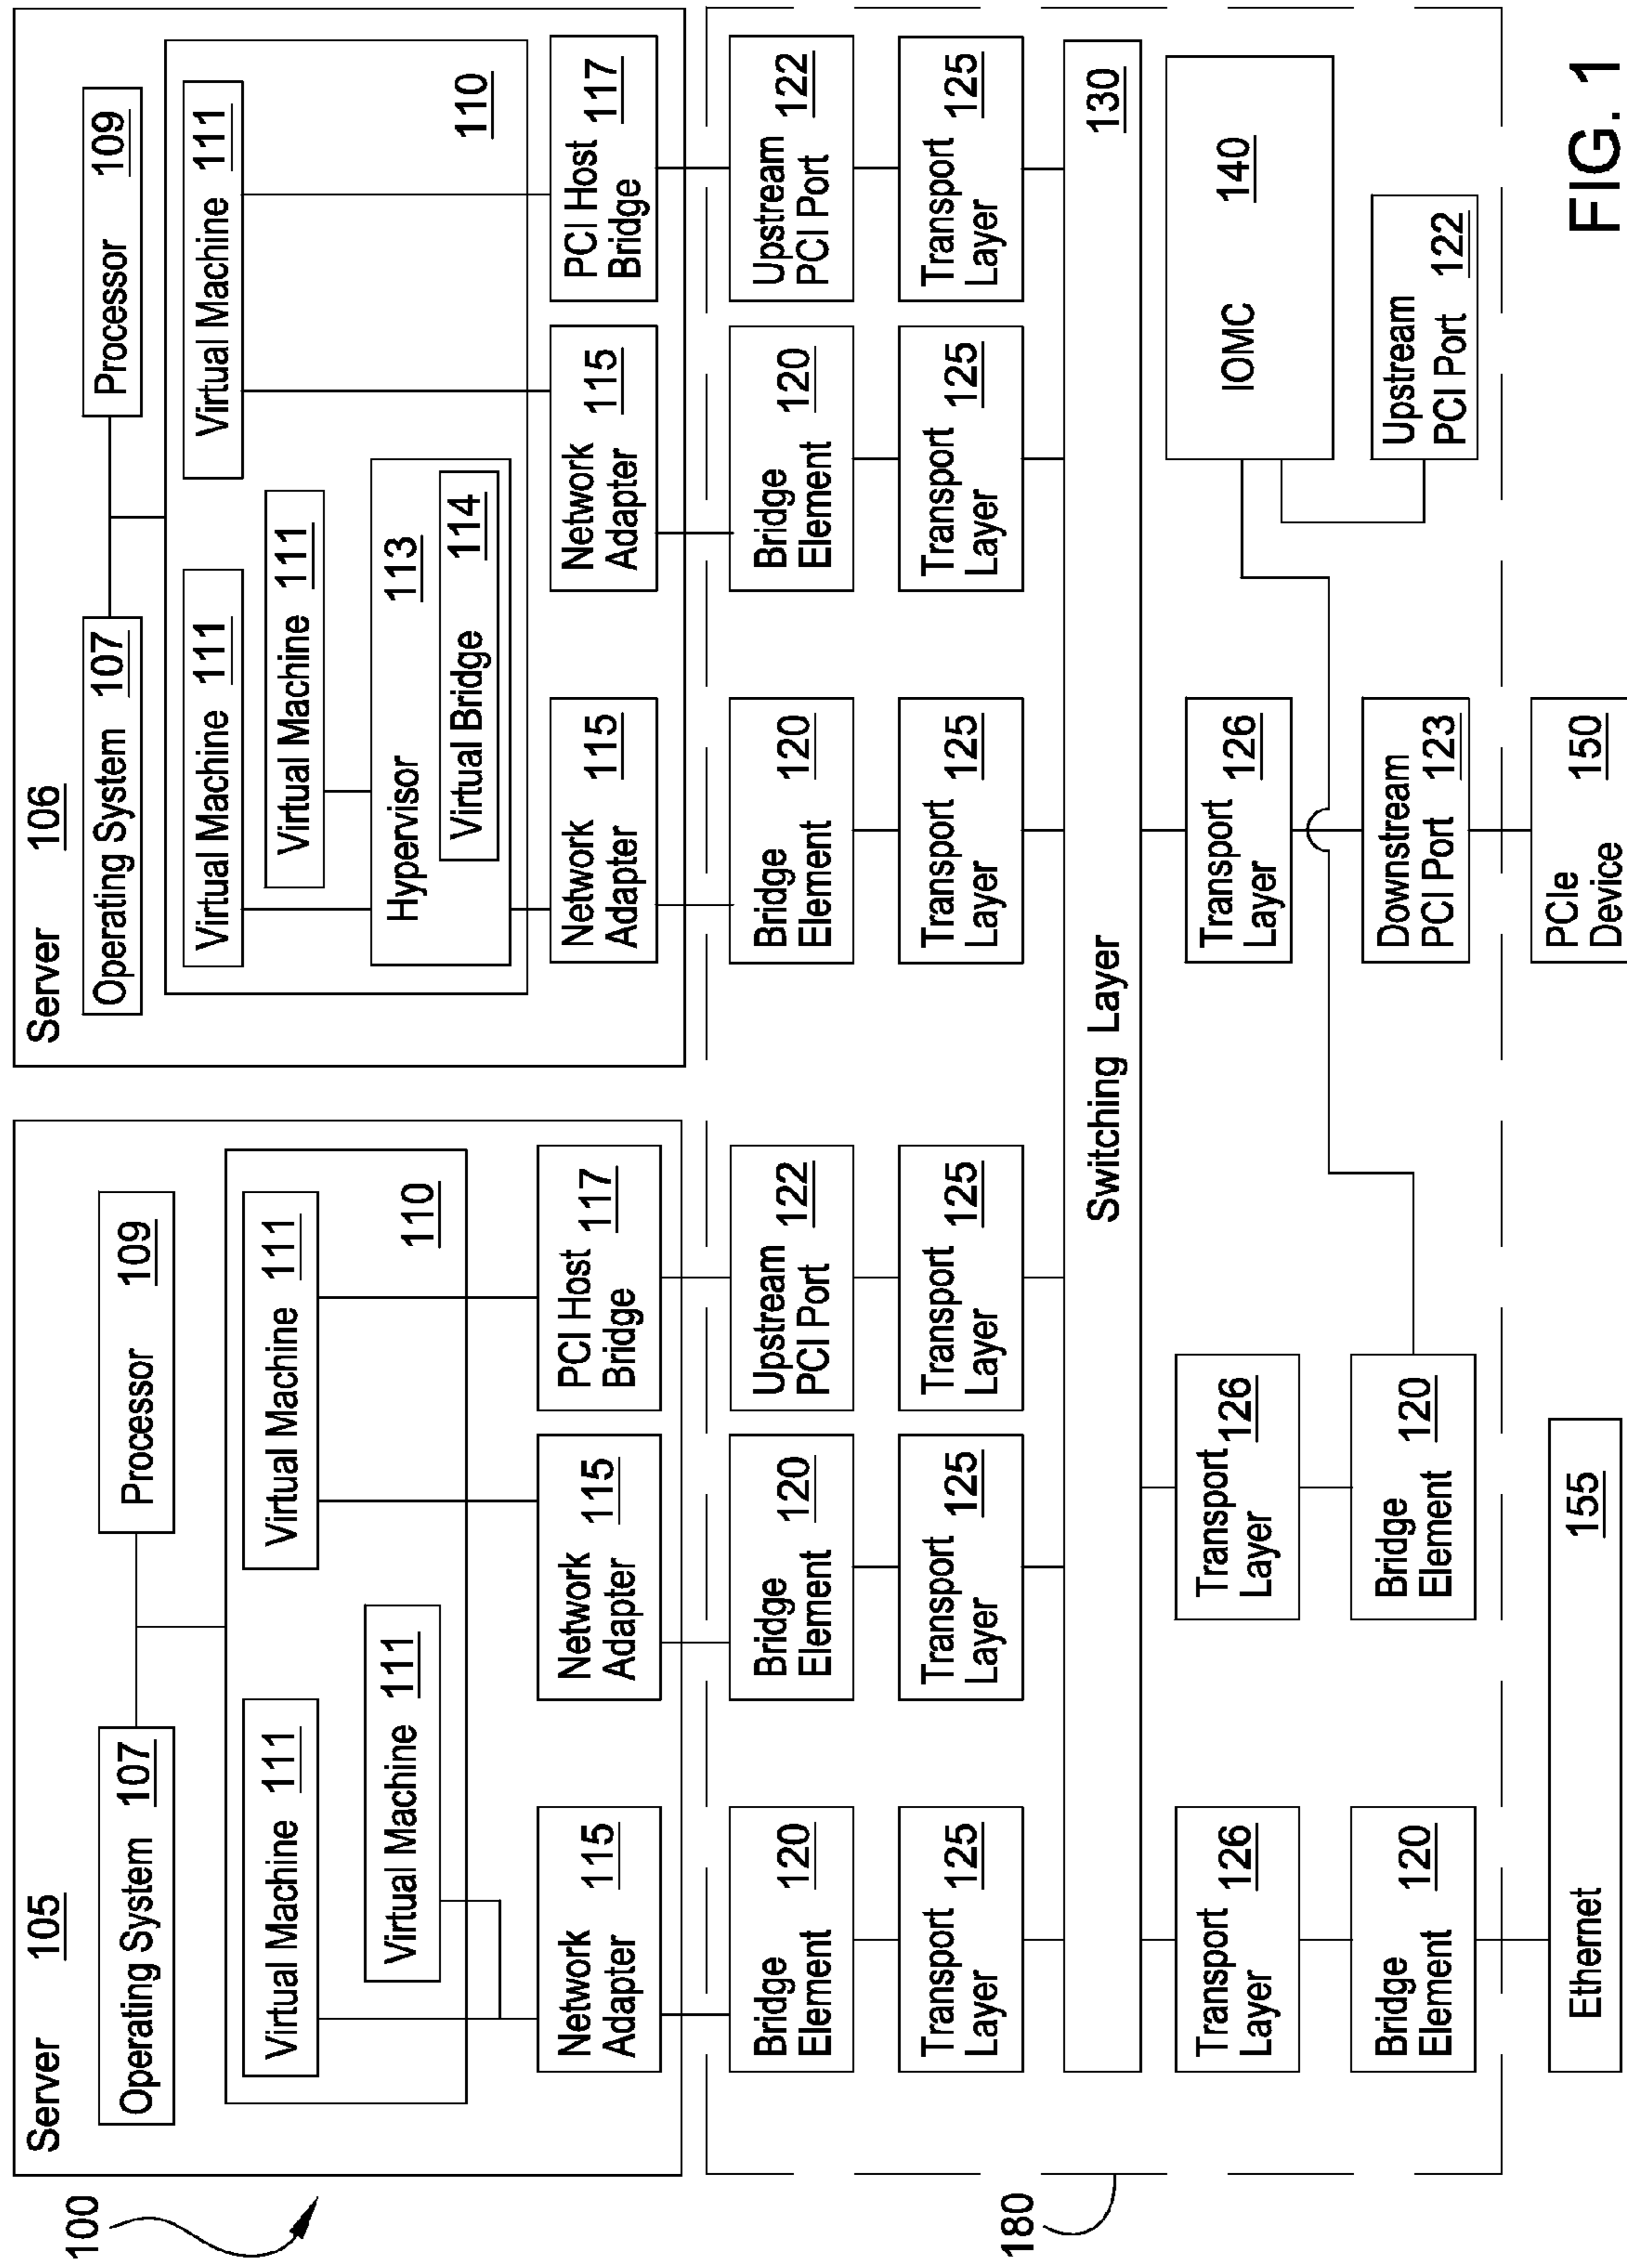 100
Server 105
Operating System 107
Processor 109
Virtual Machine 111
Virtual Machine 111
Virtual Machine 111
110
Network
Adapter 115
Network
Adapter 115
PCI Host
Bridge 117
Server 106
Operating System 107
Processor 109
Virtual Machine 111
Virtual Machine 111
Virtual Machine 111
Hypervisor 113
Virtual Bridge 114
110
Network
Adapter 115
Network
Adapter 115
PCI Host
Bridge 117
180
Bridge
Element 120
Bridge
Element 120
Upstream
PCI Port 122
Bridge
Element 120
Bridge
Element 120
Upstream
PCI Port 122
Transport
Layer 125
Transport
Layer 125
Transport
Layer 125
Transport
Layer 125
Transport
Layer 125
Transport
Layer 125
Switching Layer 130
Transport
Layer 126
Transport
Layer 126
Transport
Layer 126
IOMC 140
Bridge
Element 120
Bridge
Element 120
Downstream
PCI Port 123
Upstream
PCI Port 122
Ethernet 155
PCIe
Device 150
FIG. 1